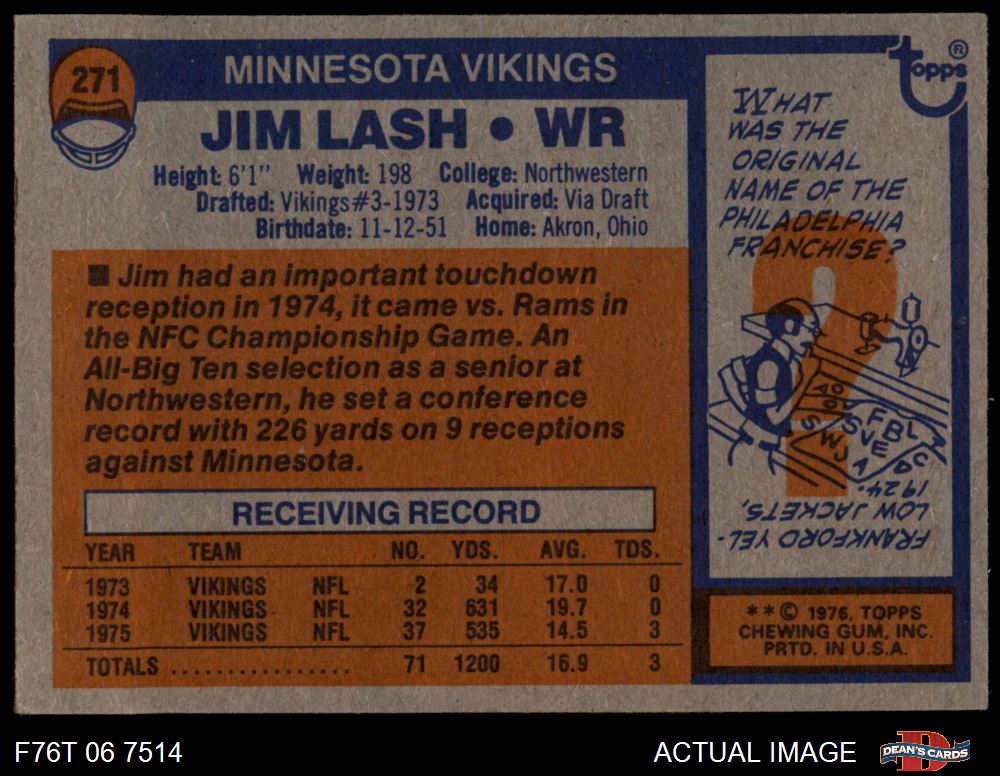 271
MINNESOTA VIKINGS
JIM LASH • WR
Height: 6'1" Weight: 198 College: Northwestern
Drafted: Vikings #3-1973 Acquired: Via Draft
Birthdate: 11-12-51 Home: Akron, Ohio
■ Jim had an important touchdown
reception in 1974, it came vs. Rams in
the NFC Championship Game. An
All-Big Ten selection as a senior at
Northwestern, he set a conference
record with 226 yards on 9 receptions
against Minnesota.
RECEIVING RECORD
YEAR TEAM NO. YDS. AVG. TDS.
1973 VIKINGS NFL 2 34 17.0 0
1974 VIKINGS NFL 32 631 19.7 0
1975 VIKINGS NFL 37 535 14.5 3
TOTALS .................. 71 1200 16.9 3
topps®
WHAT
WAS THE
ORIGINAL
NAME OF THE
PHILADELPHIA
FRANCHISE?
?
FRANKFORD YEL-
LOW JACKETS,
1924.
**© 1976, TOPPS
CHEWING GUM, INC.
PRTD. IN U.S.A.
F76T 06 7514
ACTUAL IMAGE
D
DEAN'S CARDS